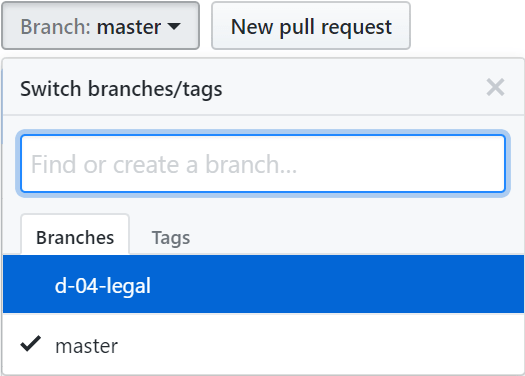 Branch: master New pull request
Switch branches/tags
Find or create a branch...
Branches Tags
d-04-legal
master